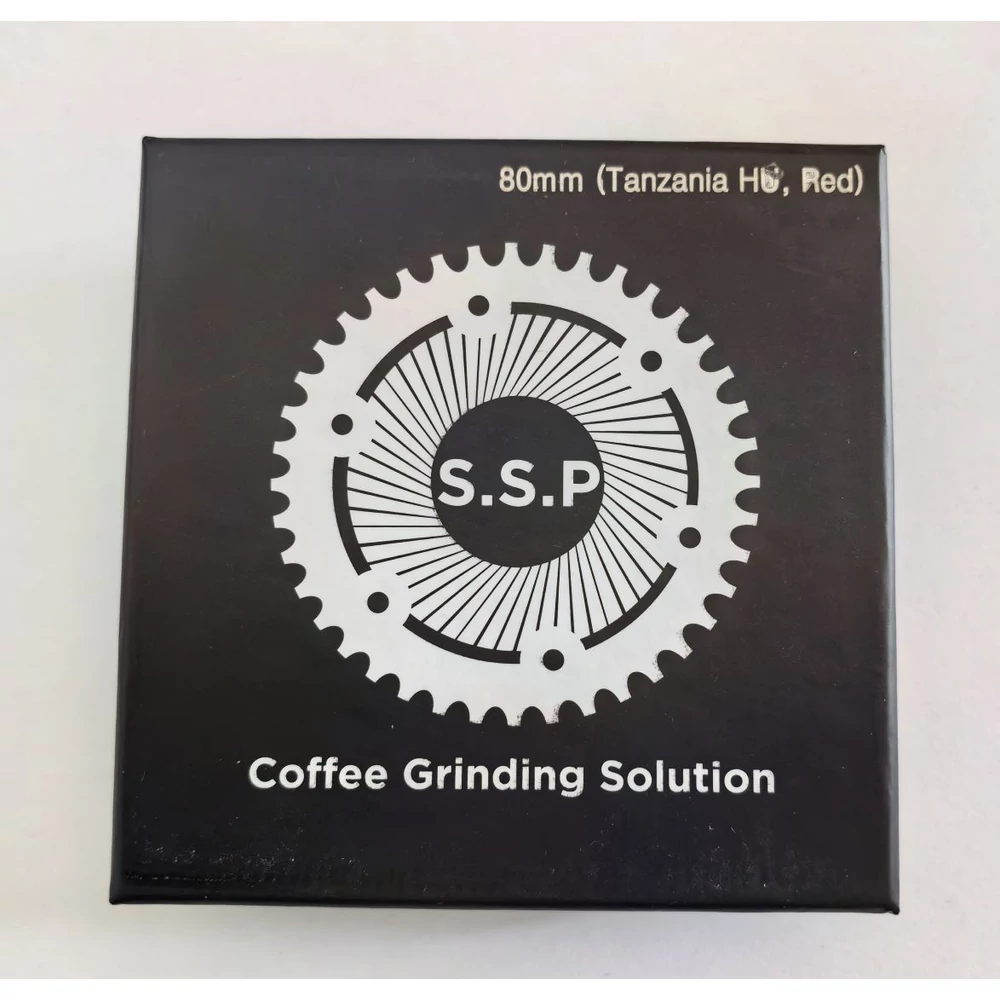 80mm (Tanzania HU, Red)
S.S.P
Coffee Grinding Solution